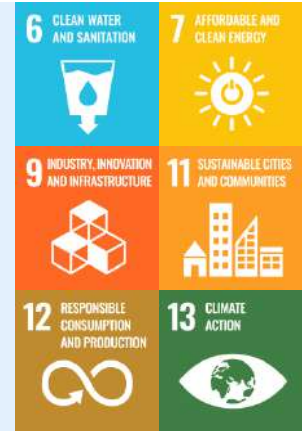 6 CLEAN WATER
AND SANITATION
7 AFFORDABLE AND
CLEAN ENERGY
9 INDUSTRY, INNOVATION
AND INFRASTRUCTURE
11 SUSTAINABLE CITIES
AND COMMUNITIES
12 RESPONSIBLE
CONSUMPTION
AND PRODUCTION
13 CLIMATE
ACTION